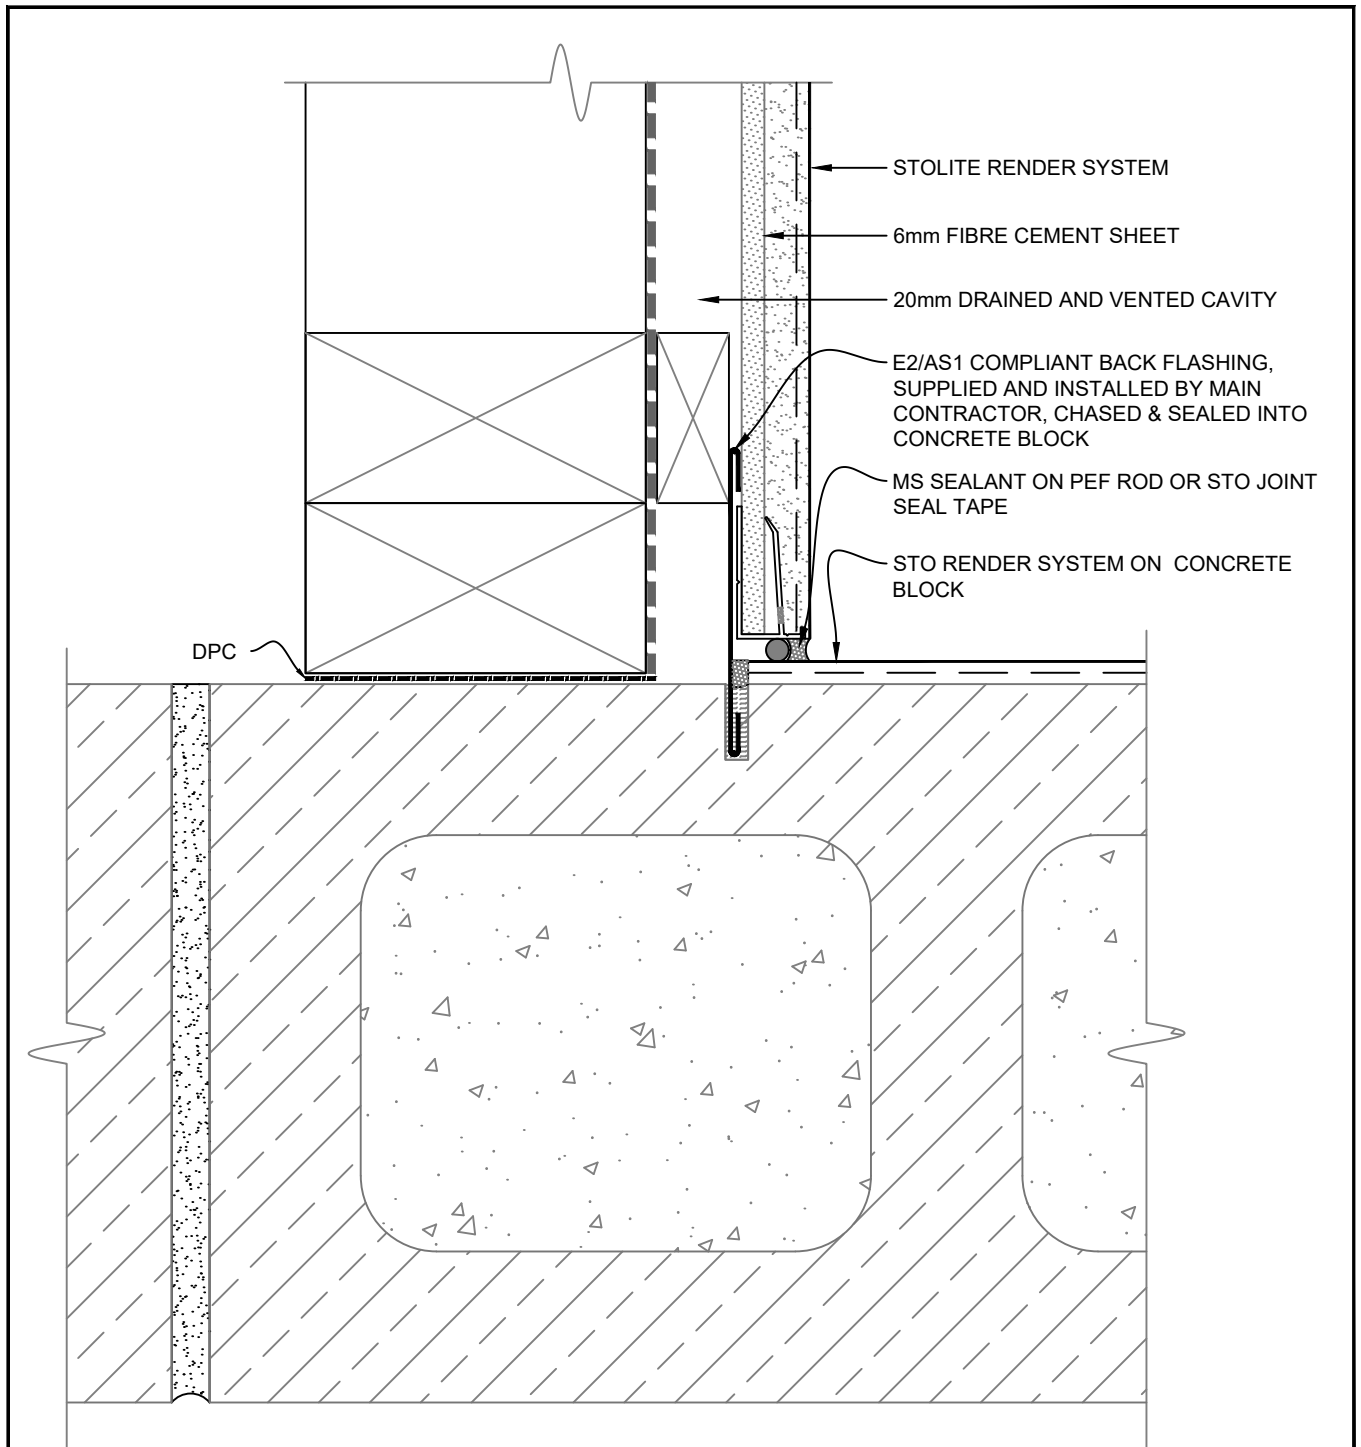 STOLITE RENDER SYSTEM
6mm FIBRE CEMENT SHEET
20mm DRAINED AND VENTED CAVITY
E2/AS1 COMPLIANT BACK FLASHING,
SUPPLIED AND INSTALLED BY MAIN
CONTRACTOR, CHASED & SEALED INTO
CONCRETE BLOCK
MS SEALANT ON PEF ROD OR STO JOINT
SEAL TAPE
STO RENDER SYSTEM ON CONCRETE
BLOCK
DPC